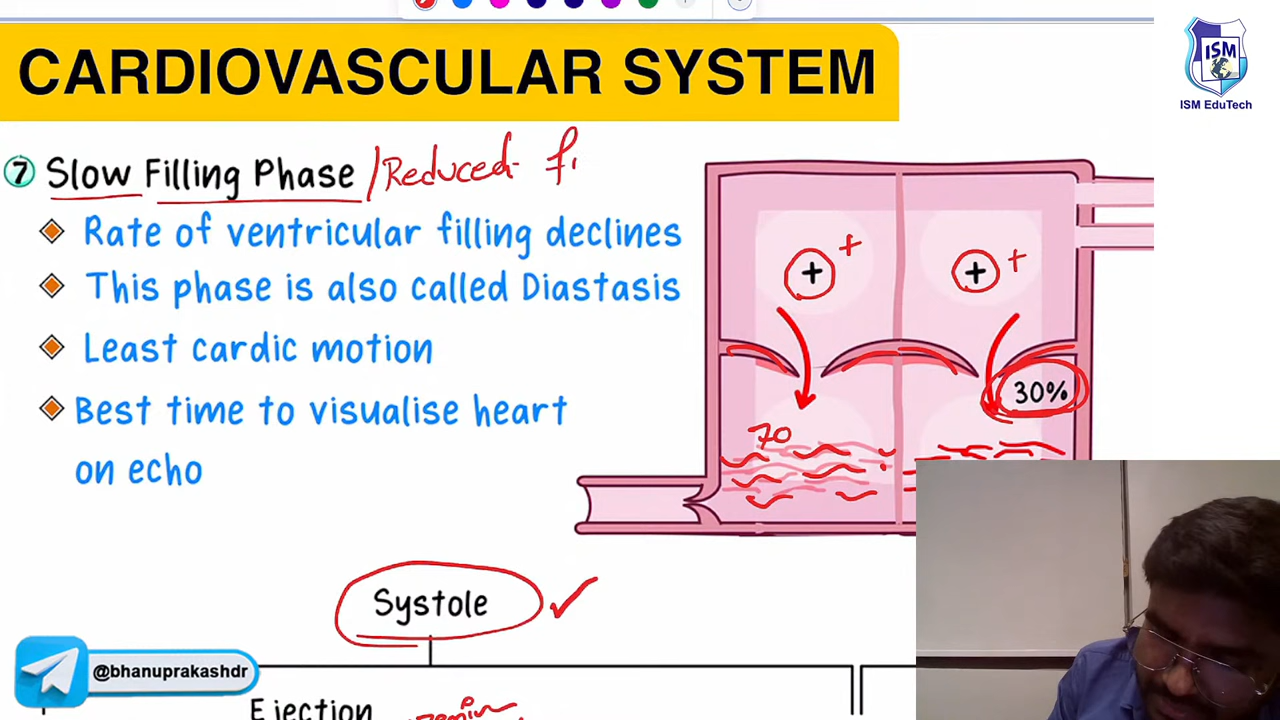 CARDIOVASCULAR SYSTEM
ISM
ISM EduTech
7 Slow Filling Phase / Reduced
Rate of ventricular filling declines
This phase is also called Diastasis
Least cardic motion
Best time to visualise heart
on echo
+ + + +
30%
70
Systole
@bhanuprakashdr
Ejection